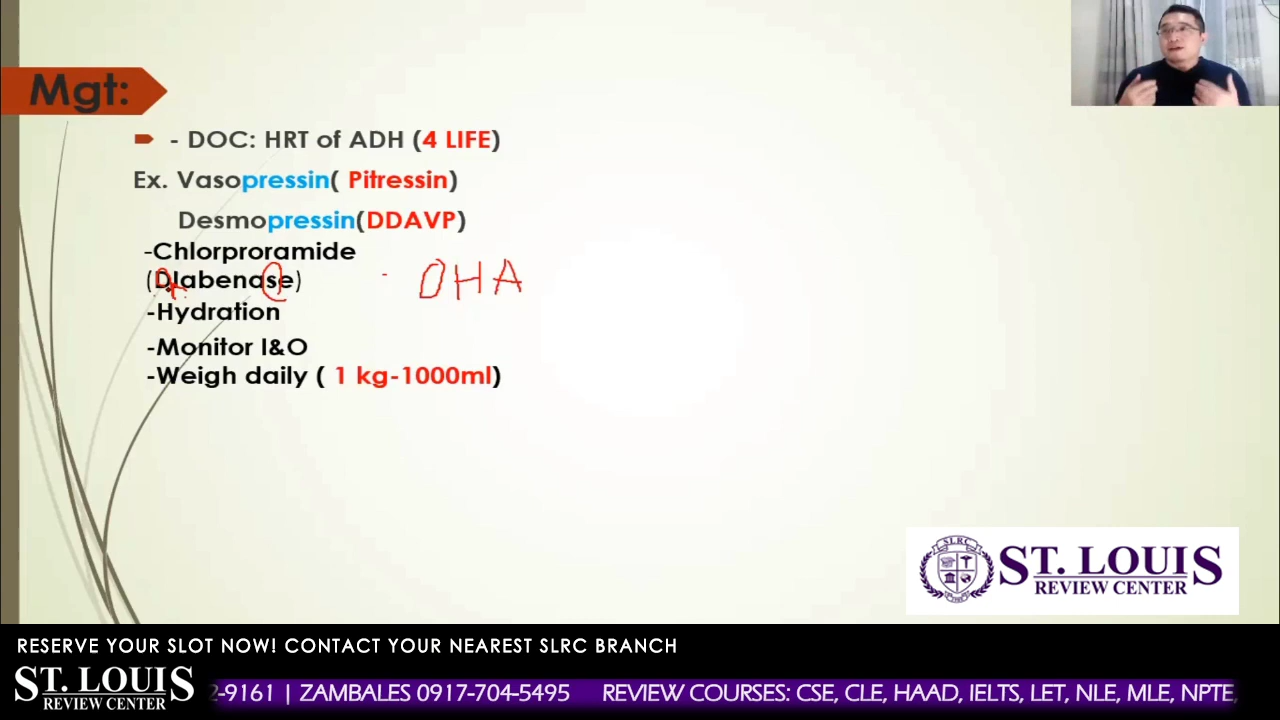 Mgt:
- DOC: HRT of ADH (4 LIFE)
Ex. Vasopressin( Pitressin)
Desmopressin(DDAVP)
-Chlorproramide
(DIabenase)
OHA
-Hydration
-Monitor I&O
-Weigh daily ( 1 kg-1000ml)
SLRC
ST. LOUIS
REVIEW CENTER
RESERVE YOUR SLOT NOW! CONTACT YOUR NEAREST SLRC BRANCH
ST. LOUIS
REVIEW CENTER
2-9161 | ZAMBALES 0917-704-5495 REVIEW COURSES: CSE, CLE, HAAD, IELTS, LET, NLE, MLE, NPTE,